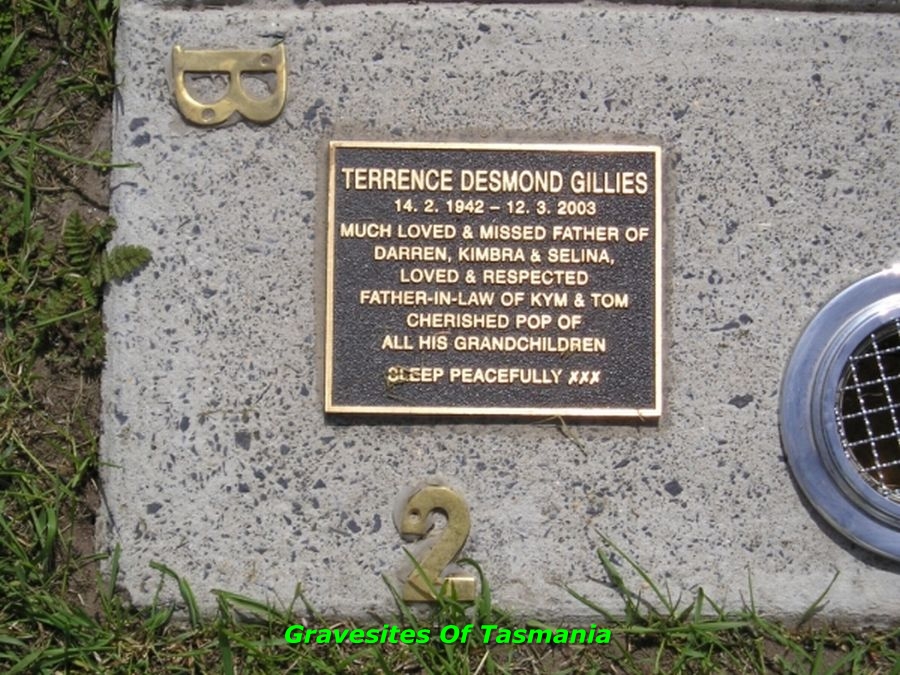 B
TERRENCE DESMOND GILLIES
14. 2. 1942 – 12. 3. 2003
MUCH LOVED & MISSED FATHER OF
DARREN, KIMBRA & SELINA,
LOVED & RESPECTED
FATHER-IN-LAW OF KYM & TOM
CHERISHED POP OF
ALL HIS GRANDCHILDREN
SLEEP PEACEFULLY XXX
2
Gravesites Of Tasmania